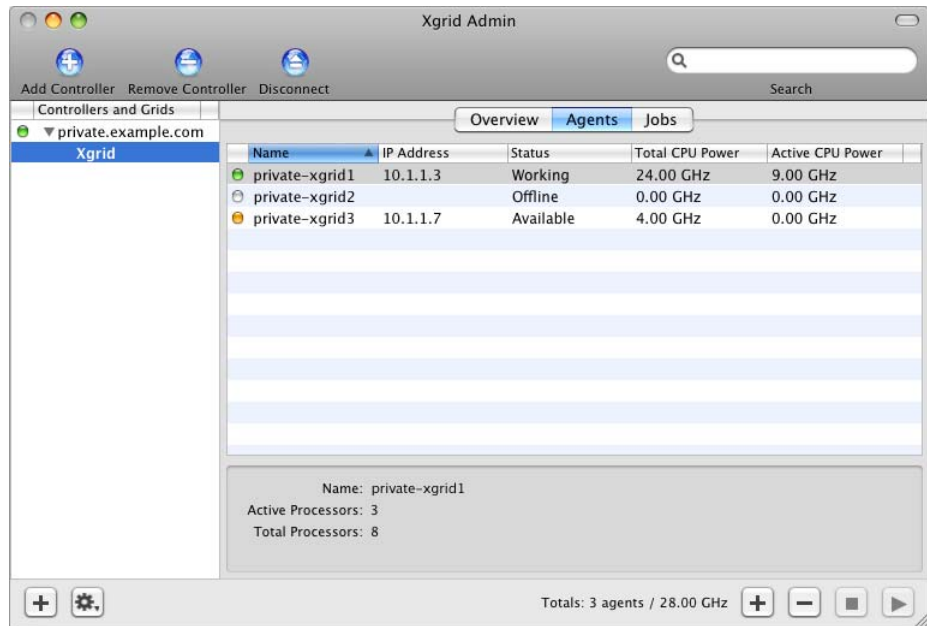 Xgrid Admin
Add Controller Remove Controller Disconnect Search
Controllers and Grids
private.example.com
Xgrid
Overview Agents Jobs
Name IP Address Status Total CPU Power Active CPU Power
private-xgrid1 10.1.1.3 Working 24.00 GHz 9.00 GHz
private-xgrid2 Offline 0.00 GHz 0.00 GHz
private-xgrid3 10.1.1.7 Available 4.00 GHz 0.00 GHz
Name: private-xgrid1
Active Processors: 3
Total Processors: 8
Totals: 3 agents / 28.00 GHz